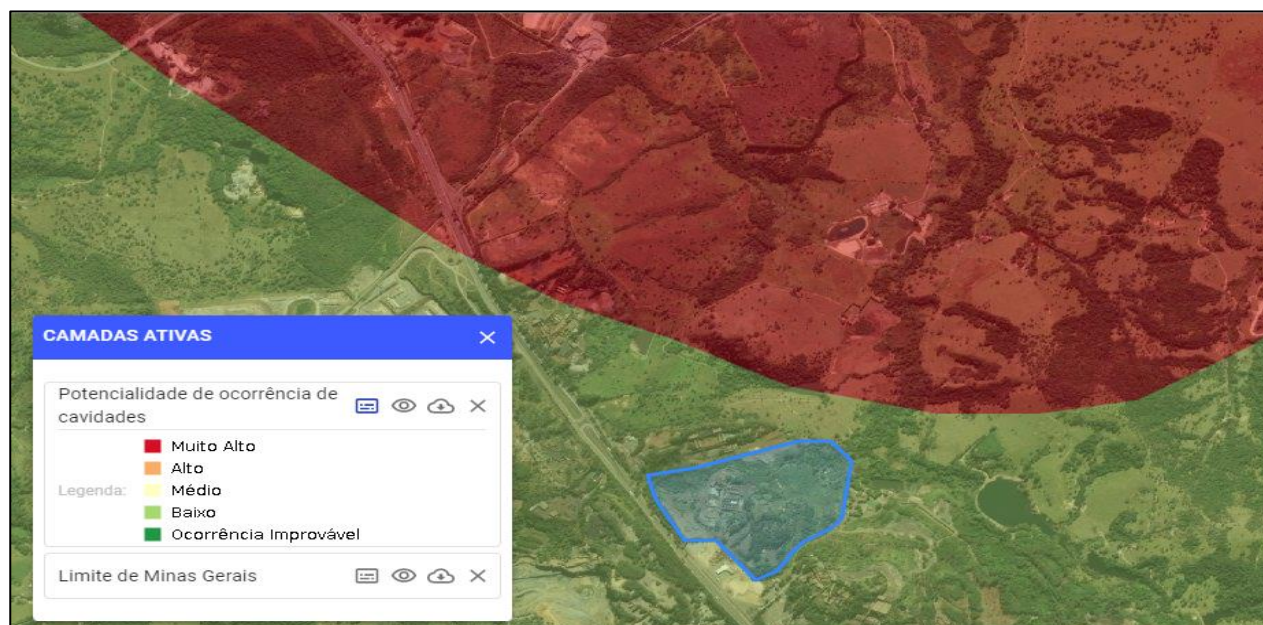 CAMADAS ATIVAS
Potencialidade de ocorrência de
cavidades
Legenda:
Muito Alto
Alto
Médio
Baixo
Ocorrência Improvável
Limite de Minas Gerais